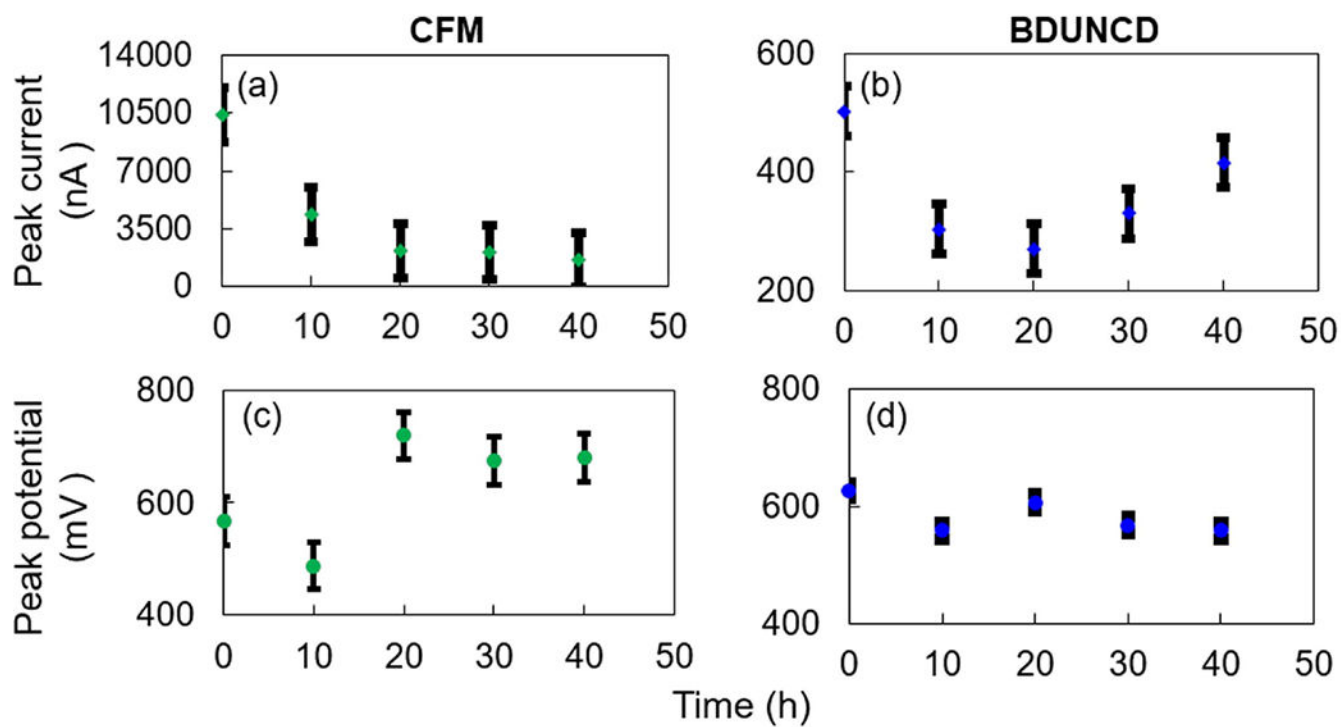 CFM
BDUNCD
Peak current
(nA)
14000
10500
7000
3500
0
(a)
0 10 20 30 40 50
600
400
200
(b)
0 10 20 30 40 50
Peak potential
(mV )
800
600
400
(c)
0 10 20 30 40 50
800
600
400
(d)
0 10 20 30 40 50
Time (h)